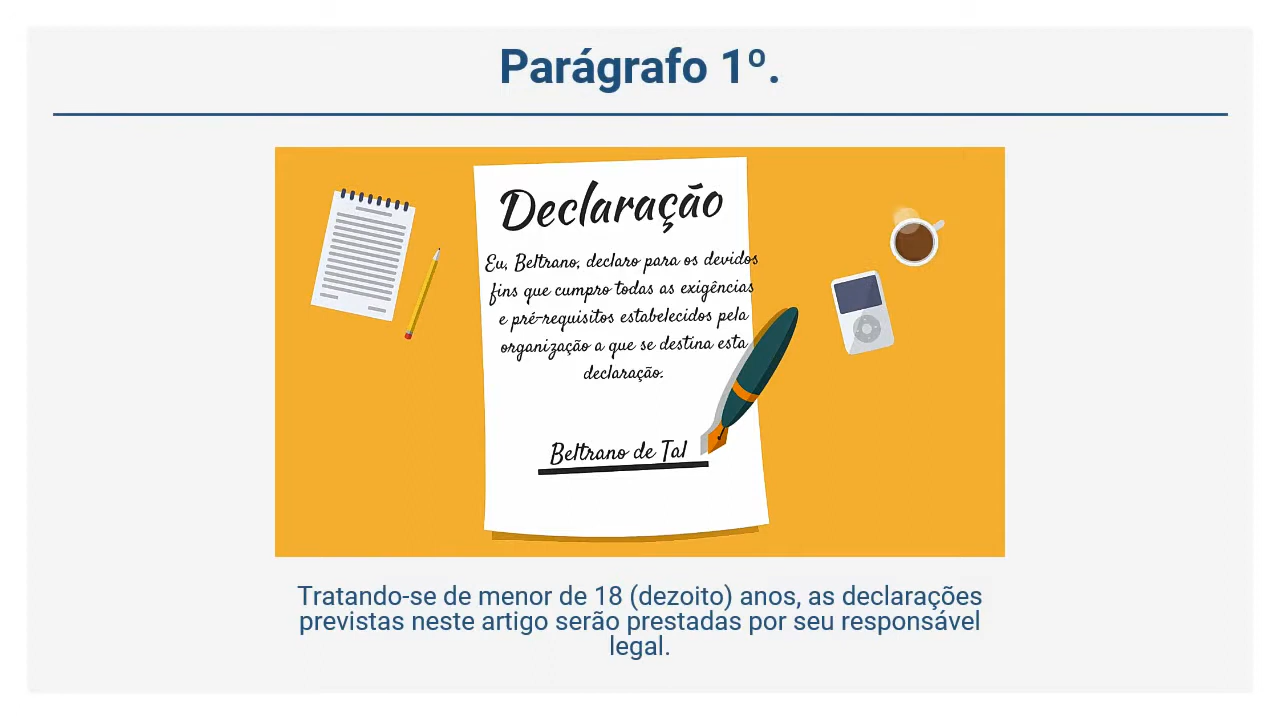 Parágrafo 1º.
Declaração
Eu, Beltrano, declaro para os devidos
fins que cumpro todas as exigências
e pré-requisitos estabelecidos pela
organização a que se destina esta
declaração.
Beltrano de Tal
Tratando-se de menor de 18 (dezoito) anos, as declarações
previstas neste artigo serão prestadas por seu responsável
legal.